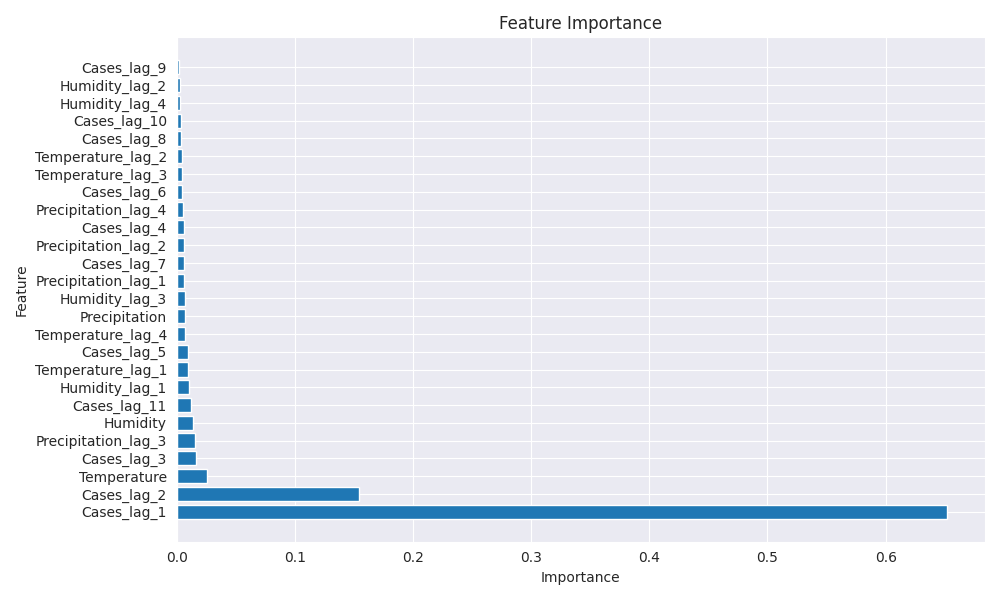 Feature Importance
Feature
Cases_lag_9
Humidity_lag_2
Humidity_lag_4
Cases_lag_10
Cases_lag_8
Temperature_lag_2
Temperature_lag_3
Cases_lag_6
Precipitation_lag_4
Cases_lag_4
Precipitation_lag_2
Cases_lag_7
Precipitation_lag_1
Humidity_lag_3
Precipitation
Temperature_lag_4
Cases_lag_5
Temperature_lag_1
Humidity_lag_1
Cases_lag_11
Humidity
Precipitation_lag_3
Cases_lag_3
Temperature
Cases_lag_2
Cases_lag_1
0.0 0.1 0.2 0.3 0.4 0.5 0.6
Importance